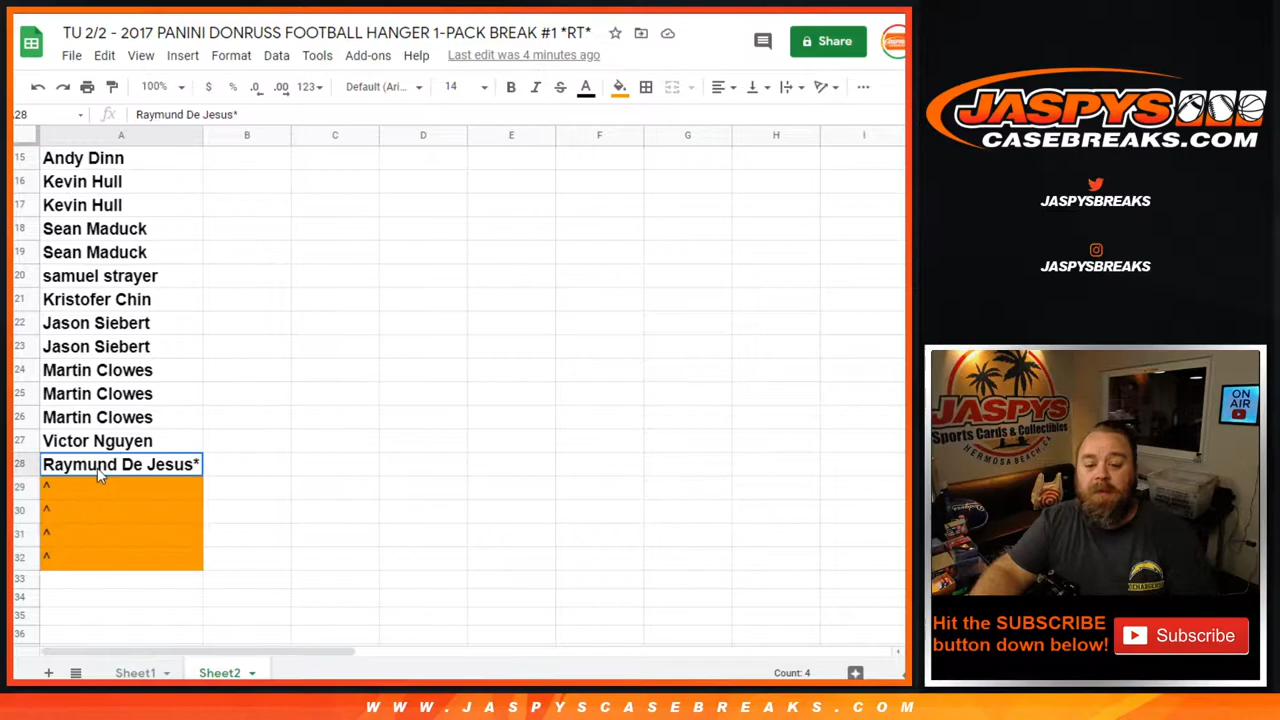 TU 2/2 - 2017 PANINI DONRUSS FOOTBALL HANGER 1-PACK BREAK #1 *RT*
File Edit View Insert Format Data Tools Add-ons Help Last edit was 4 minutes ago
Share
100% $ % .0 .00 123 Default (Ari... 14 B I S A
28 fx Raymund De Jesus*
A B C D E F G H I
15 Andy Dinn
16 Kevin Hull
17 Kevin Hull
18 Sean Maduck
19 Sean Maduck
20 samuel strayer
21 Kristofer Chin
22 Jason Siebert
23 Jason Siebert
24 Martin Clowes
25 Martin Clowes
26 Martin Clowes
27 Victor Nguyen
28 Raymund De Jesus*
29 ^
30 ^
31 ^
32 ^
33
34
35
36
Sheet1 Sheet2 Count: 4
JASPYS
CASEBREAKS.COM
JASPYSBREAKS
JASPYSBREAKS
JASPYS
Sports Cards & Collectibles
HERMOSA BEACH, CA
ON
AIR
CHARGERS
Hit the SUBSCRIBE
button down below!
Subscribe
WWW.JASPYSCASEBREAKS.COM